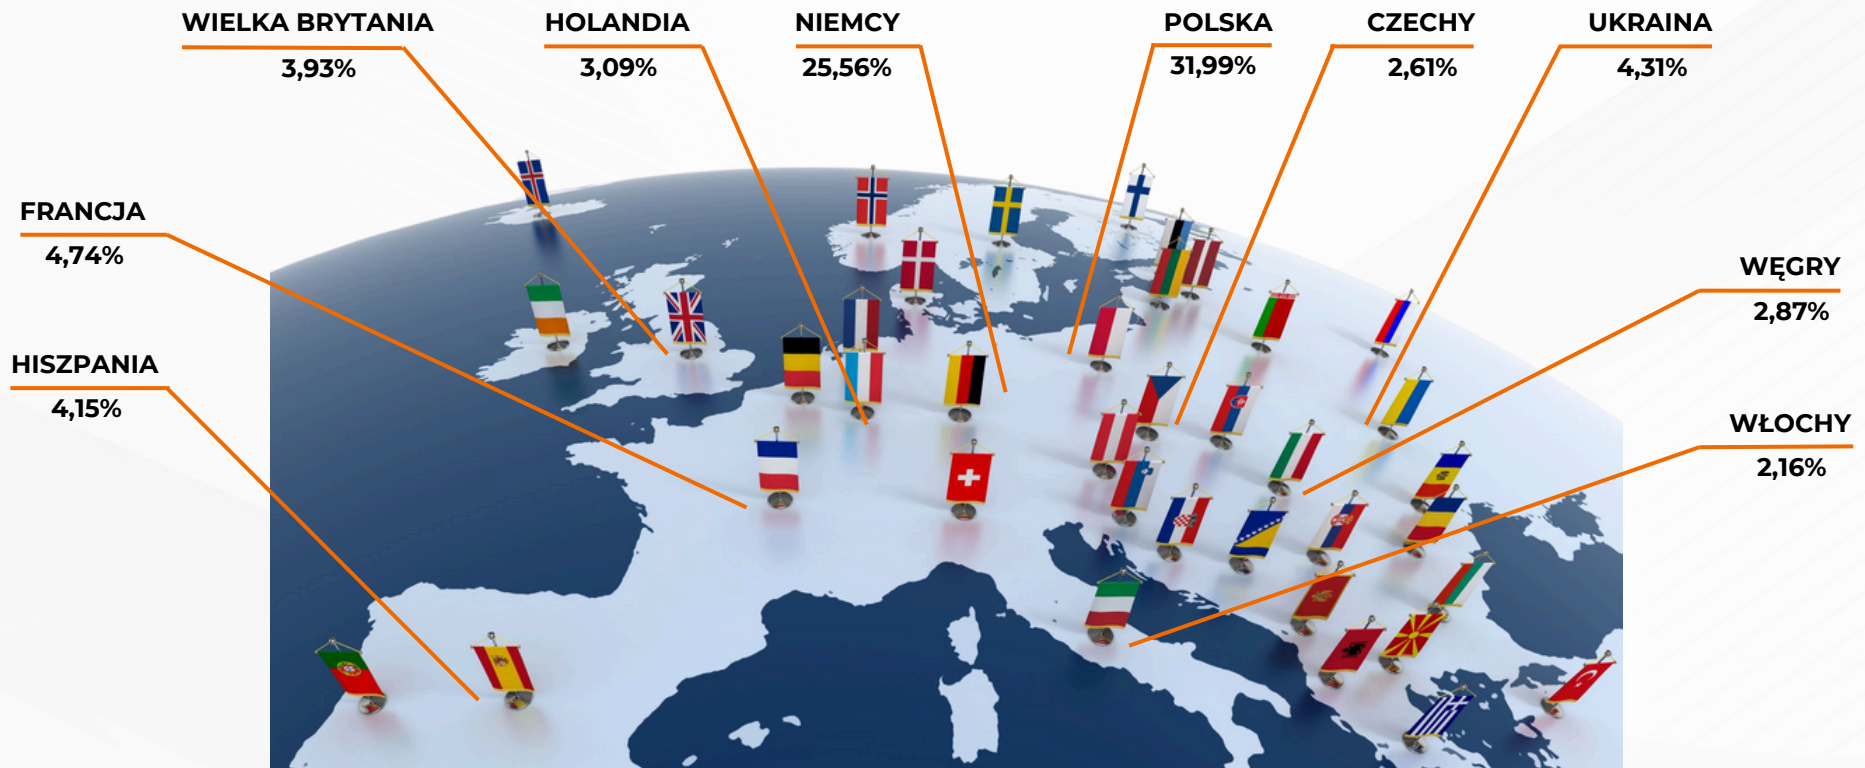 WIELKA BRYTANIA
3,93%
HOLANDIA
3,09%
NIEMCY
25,56%
POLSKA
31,99%
CZECHY
2,61%
UKRAINA
4,31%
FRANCJA
4,74%
WĘGRY
2,87%
HISZPANIA
4,15%
WŁOCHY
2,16%